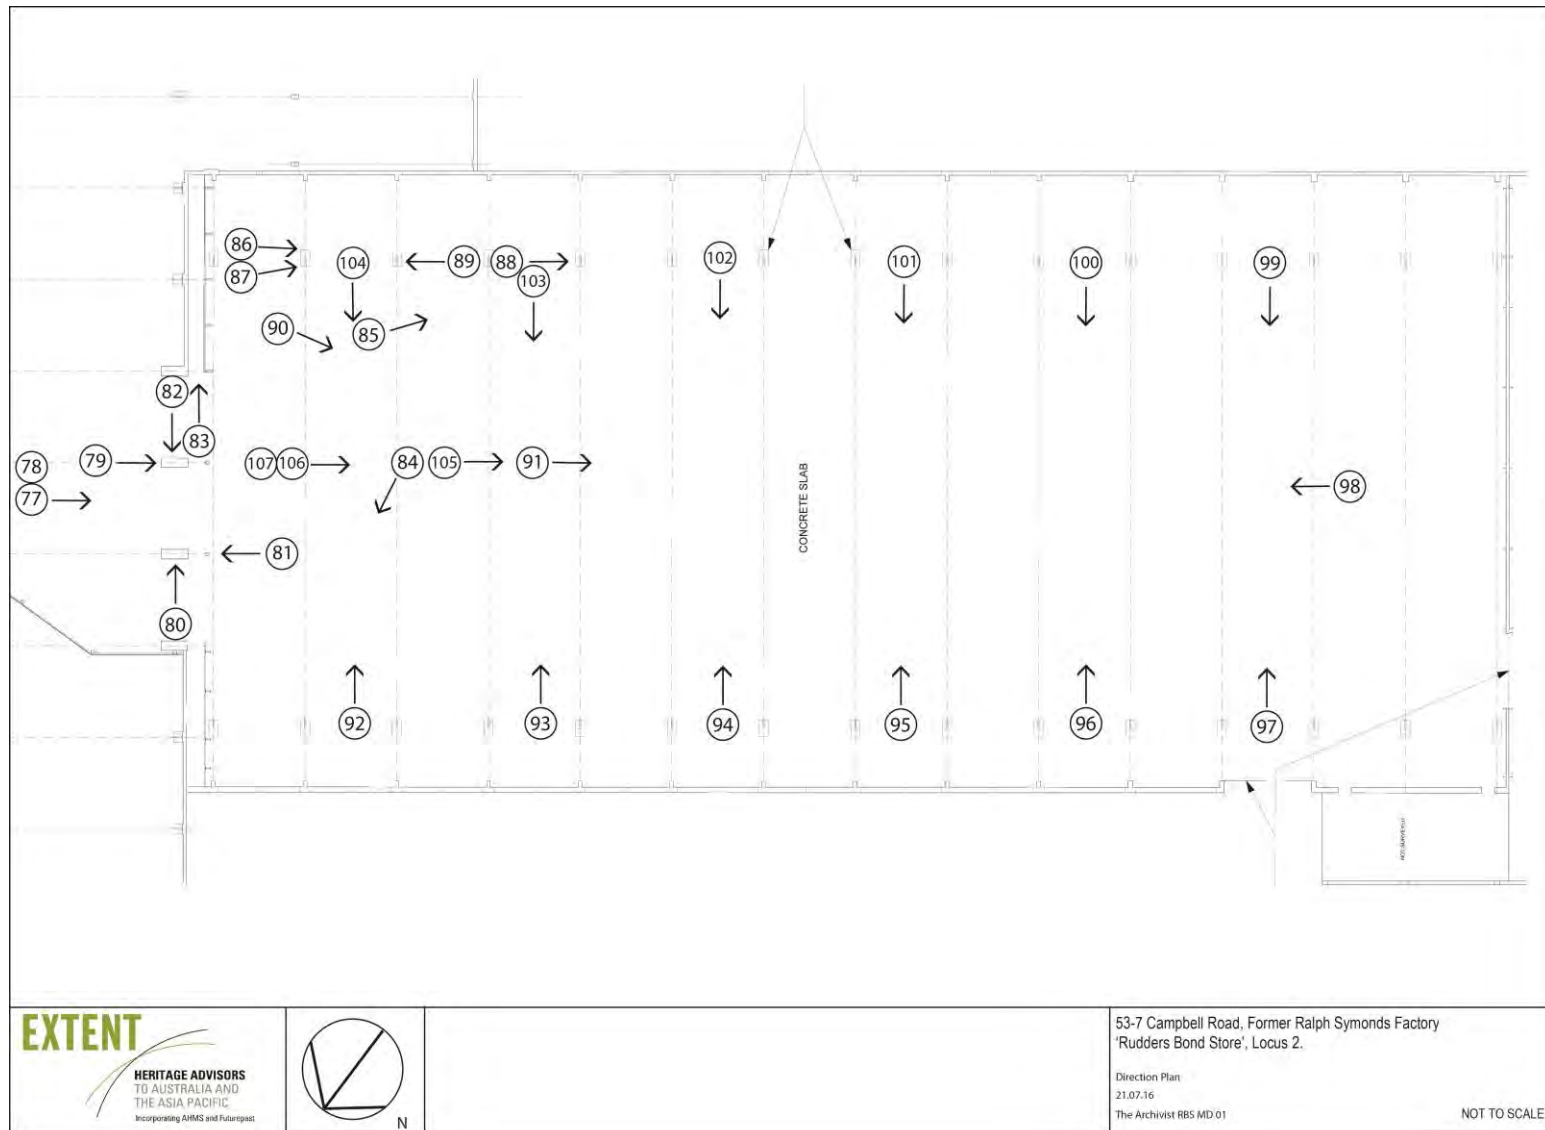 86
87
104
89
88
103
102
101
100
99
90
85
82
83
78
79
77
107
106
84
105
91
98
CONCRETE SLAB
81
80
92
93
94
95
96
97
NOT SURVEYED
EXTENT
HERITAGE ADVISORS
TO AUSTRALIA AND
THE ASIA PACIFIC
Incorporating AHMS and Futurepast
N
53-7 Campbell Road, Former Ralph Symonds Factory
'Rudders Bond Store', Locus 2.
Direction Plan
21.07.16
The Archivist RBS MD 01
NOT TO SCALE